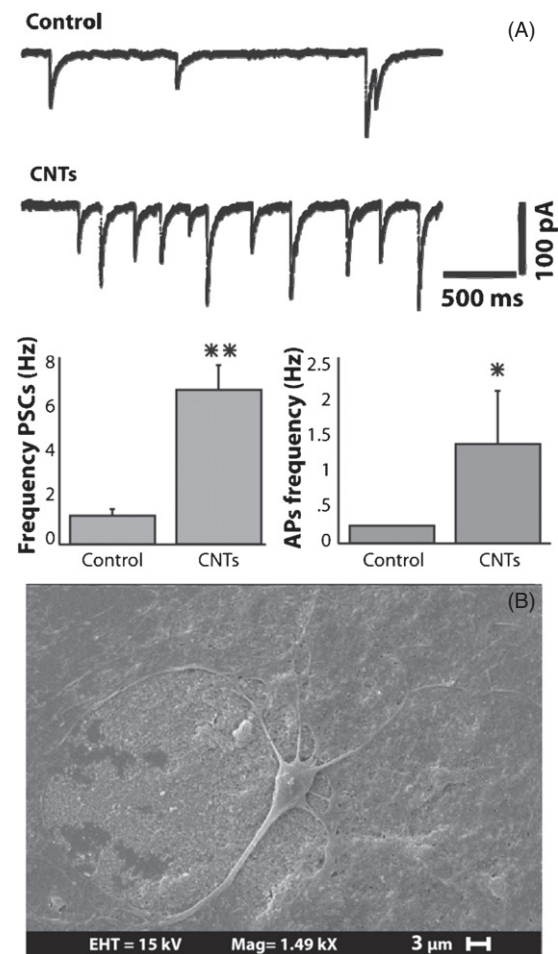 Control
(A)
CNTs
100 pA
500 ms
Frequency PSCs (Hz)
8
6
4
2
0
Control
CNTs
**
APs frequency (Hz)
2.5
2
1.5
1
.5
0
Control
CNTs
*
(B)
EHT = 15 kV Mag= 1.49 kX 3 µm